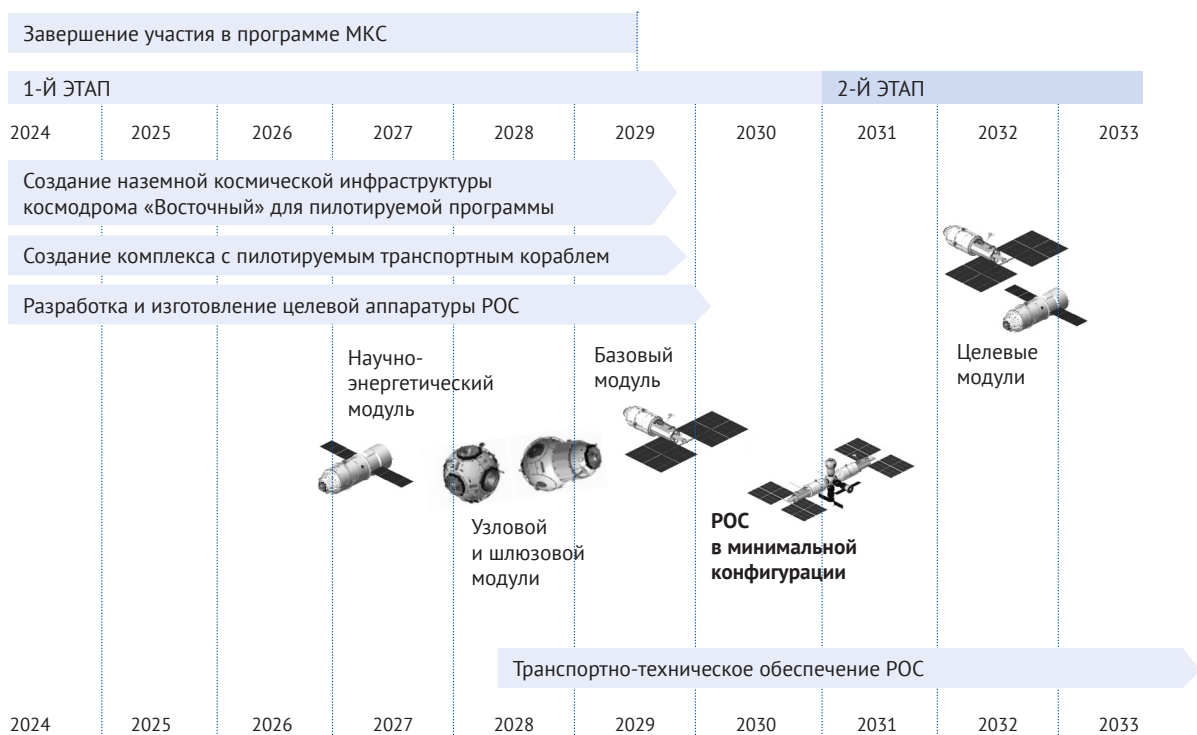 Завершение участия в программе МКС
1-Й ЭТАП
2-Й ЭТАП
2024 2025 2026 2027 2028 2029 2030 2031 2032 2033
Создание наземной космической инфраструктуры
космодрома «Восточный» для пилотируемой программы
Создание комплекса с пилотируемым транспортным кораблем
Разработка и изготовление целевой аппаратуры РОС
Научно-
энергетический
модуль
Узловой
и шлюзовой
модули
Базовый
модуль
РОС
в минимальной
конфигурации
Целевые
модули
Транспортно-техническое обеспечение РОС
2024 2025 2026 2027 2028 2029 2030 2031 2032 2033